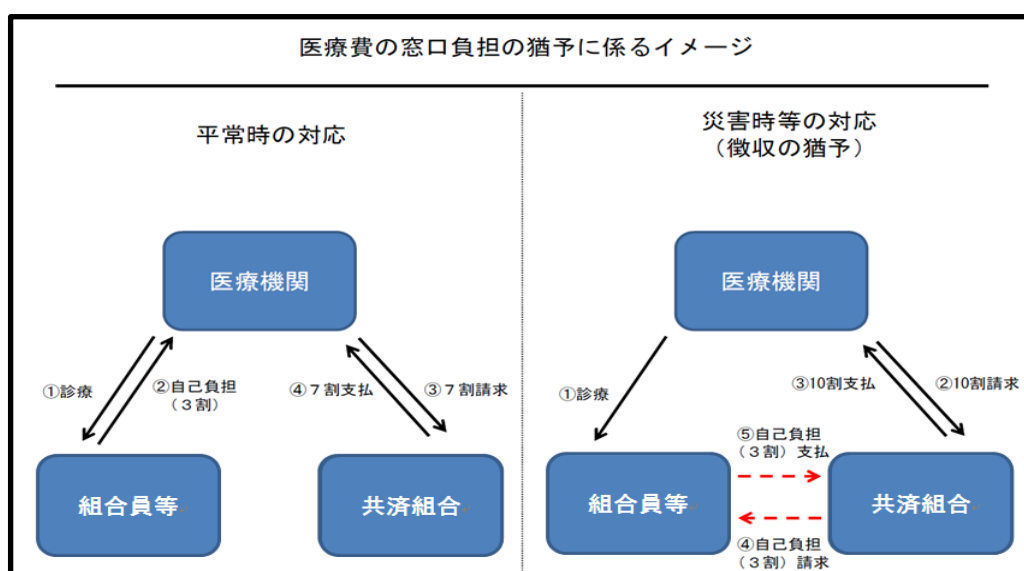 医療費の窓口負担の猶予に係るイメージ
平常時の対応
医療機関
①診療
②自己負担
（３割）
④７割支払
③７割請求
組合員等
共済組合
災害時等の対応
（徴収の猶予）
医療機関
①診療
③10割支払
②10割請求
⑤自己負担
（３割）支払
組合員等
共済組合
④自己負担
（３割）請求